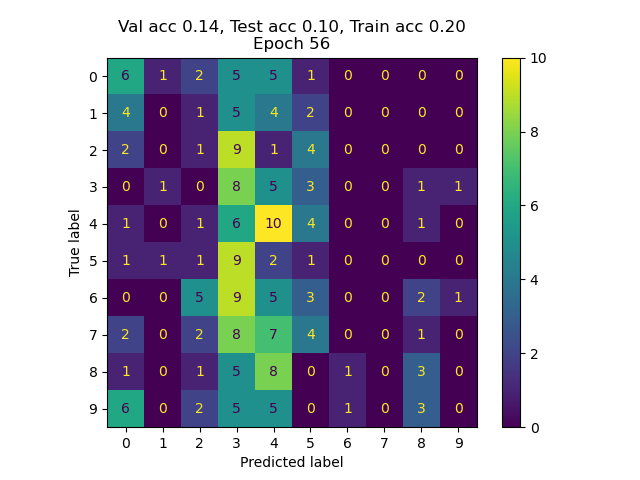 Val acc 0.14, Test acc 0.10, Train acc 0.20
Epoch 56
0 6 1 2 5 5 1 0 0 0 0
1 4 0 1 5 4 2 0 0 0 0
2 2 0 1 9 1 4 0 0 0 0
3 0 1 0 8 5 3 0 0 1 1
4 1 0 1 6 10 4 0 0 1 0
5 1 1 1 9 2 1 0 0 0 0
6 0 0 5 9 5 3 0 0 2 1
7 2 0 2 8 7 4 0 0 1 0
8 1 0 1 5 8 0 1 0 3 0
9 6 0 2 5 5 0 1 0 3 0
0 1 2 3 4 5 6 7 8 9
Predicted label
True label
10
8
6
4
2
0